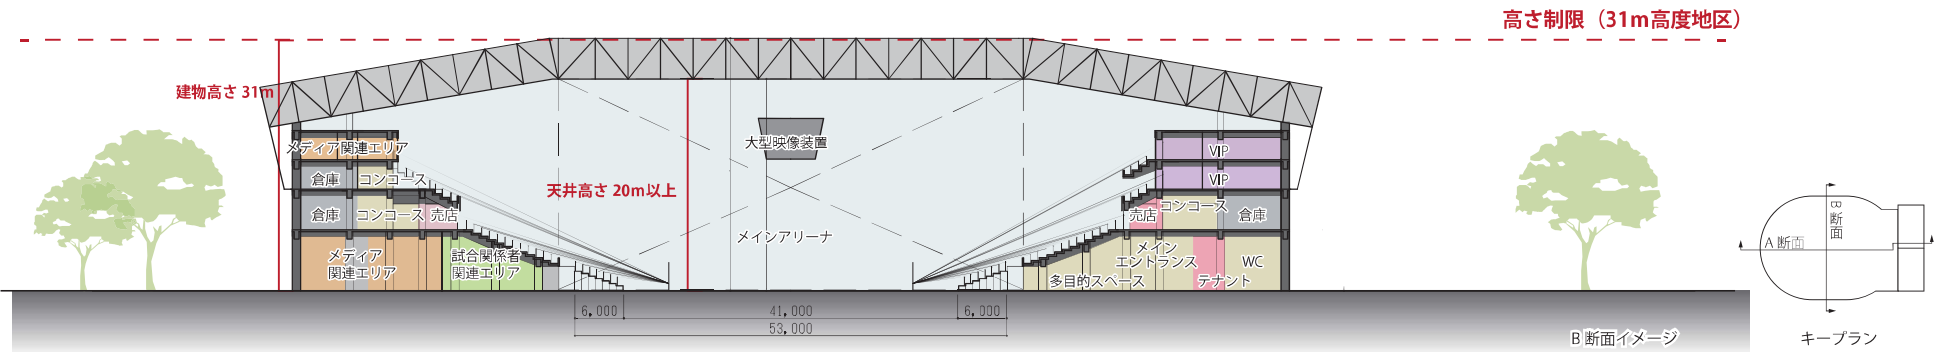 高さ制限（31m高度地区）
建物高さ 31m
大型映像装置
メディア関連エリア
VIP
倉庫
コンコース
VIP
天井高さ 20m以上
倉庫
コンコース
売店
売店
コンコース
倉庫
メインアリーナ
メディア
関連エリア
試合関係者
関連エリア
メイン
エントランス
WC
多目的スペース
テナント
6,000
41,000
6,000
53,000
B 断面イメージ
A 断面
B 断面
キープラン